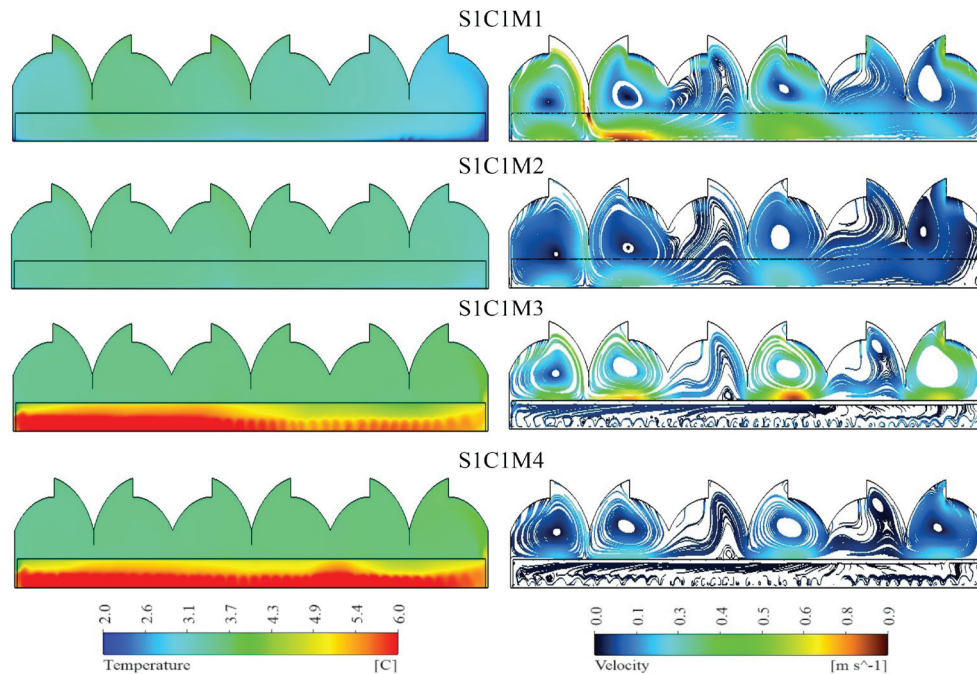 S1C1M1
S1C1M2
S1C1M3
S1C1M4
2.0 2.6 3.1 3.7 4.3 4.9 5.4 6.0
Temperature [C]
0.0 0.1 0.3 0.4 0.5 0.6 0.8 0.9
Velocity [m s^-1]